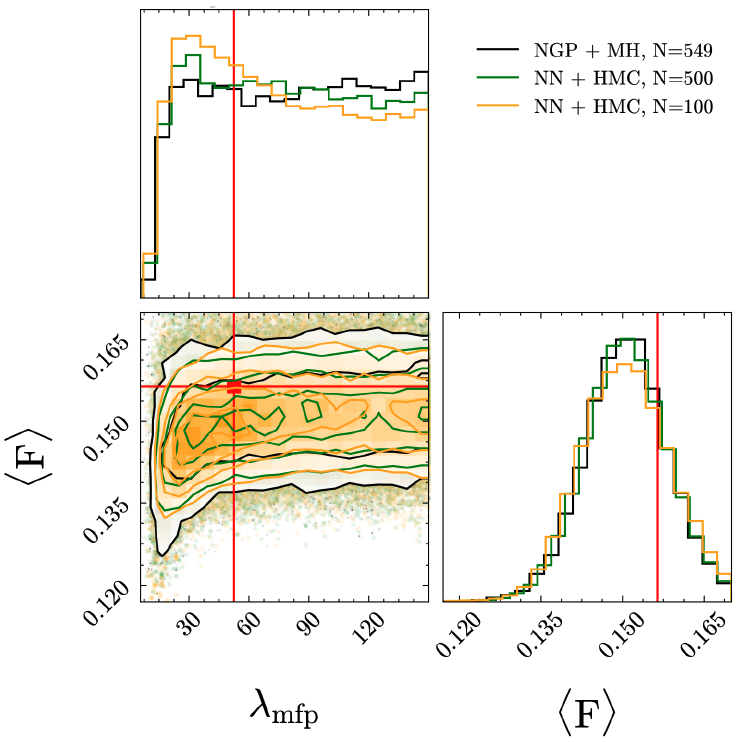 NGP + MH, N=549
NN + HMC, N=500
NN + HMC, N=100
0.165
0.150
0.135
0.120
⟨F⟩
30 60 90 120
0.120 0.135 0.150 0.165
λmfp
⟨F⟩